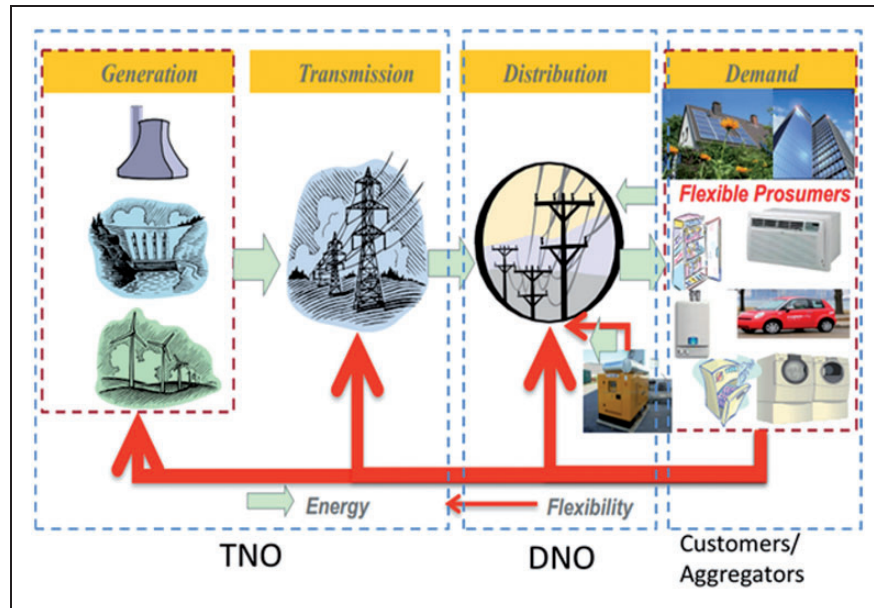 Generation
Transmission
Distribution
Demand
Flexible Prosumers
Energy
Flexibility
TNO
DNO
Customers/
Aggregators